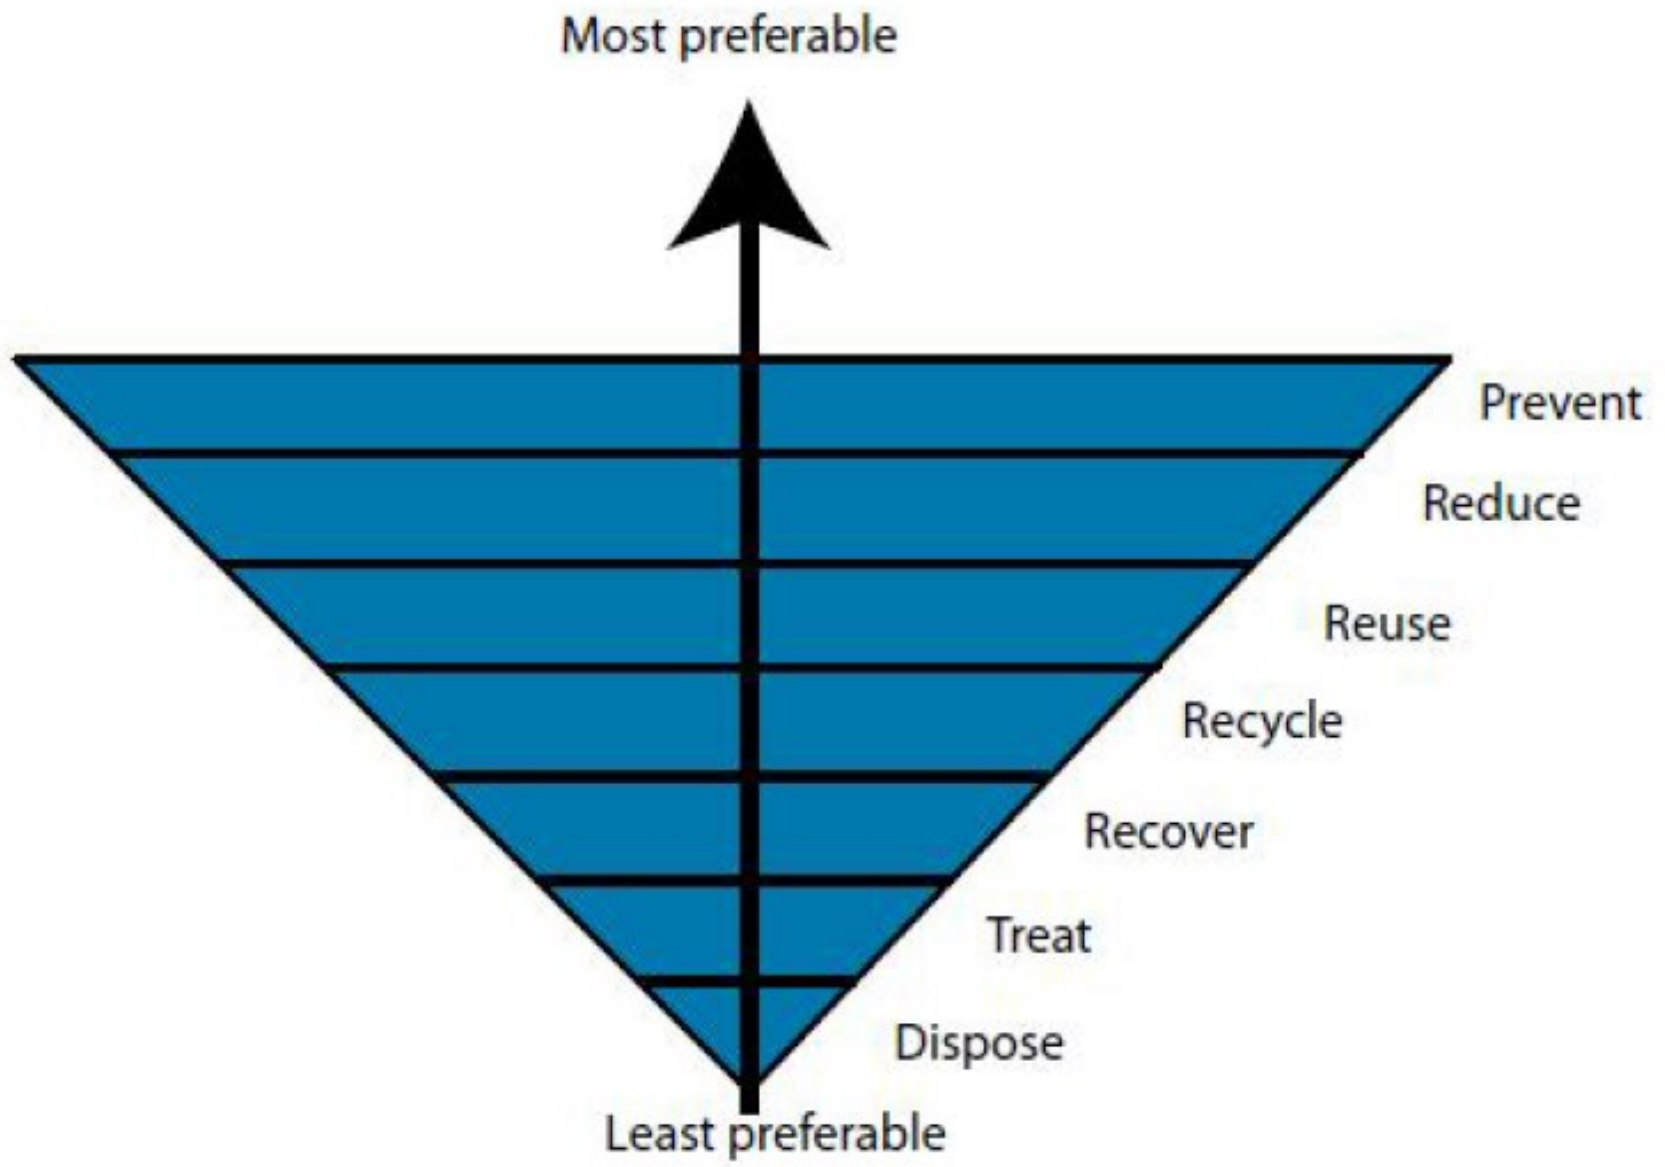 Most preferable
Prevent
Reduce
Reuse
Recycle
Recover
Treat
Dispose
Least preferable